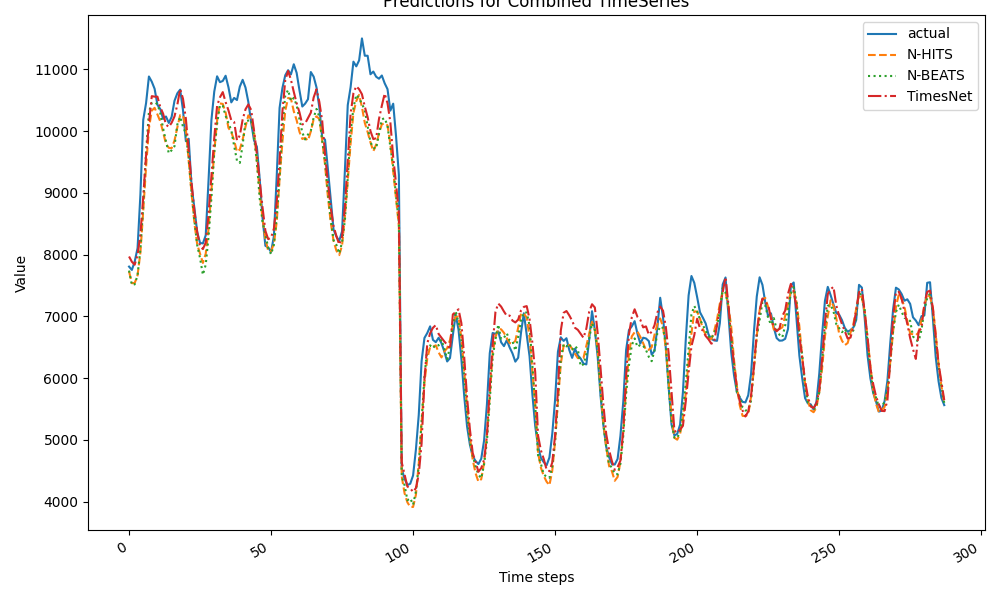 Predictions for Combined TimeSeries
actual
N-HITS
N-BEATS
TimesNet
11000
10000
9000
8000
7000
6000
5000
4000
Value
0
50
100
150
200
250
300
Time steps